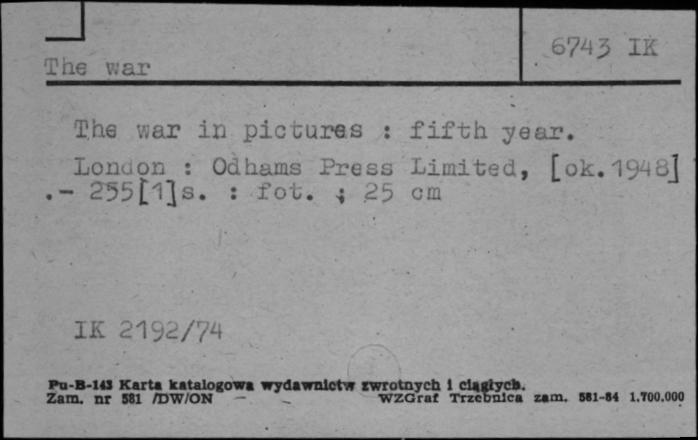 6743 IK
The war
The war in pictures : fifth year.
London : Odhams Press Limited, [ok.1948]
.- 255[1]s. : fot. ; 25 cm
IK 2192/74
Pu-B-143 Karta katalogowa wydawnictw zwrotnych i ciągłych.
Zam. nr 581 /DW/ON - WZGraf Trzebnica zam. 581-84 1.700.000